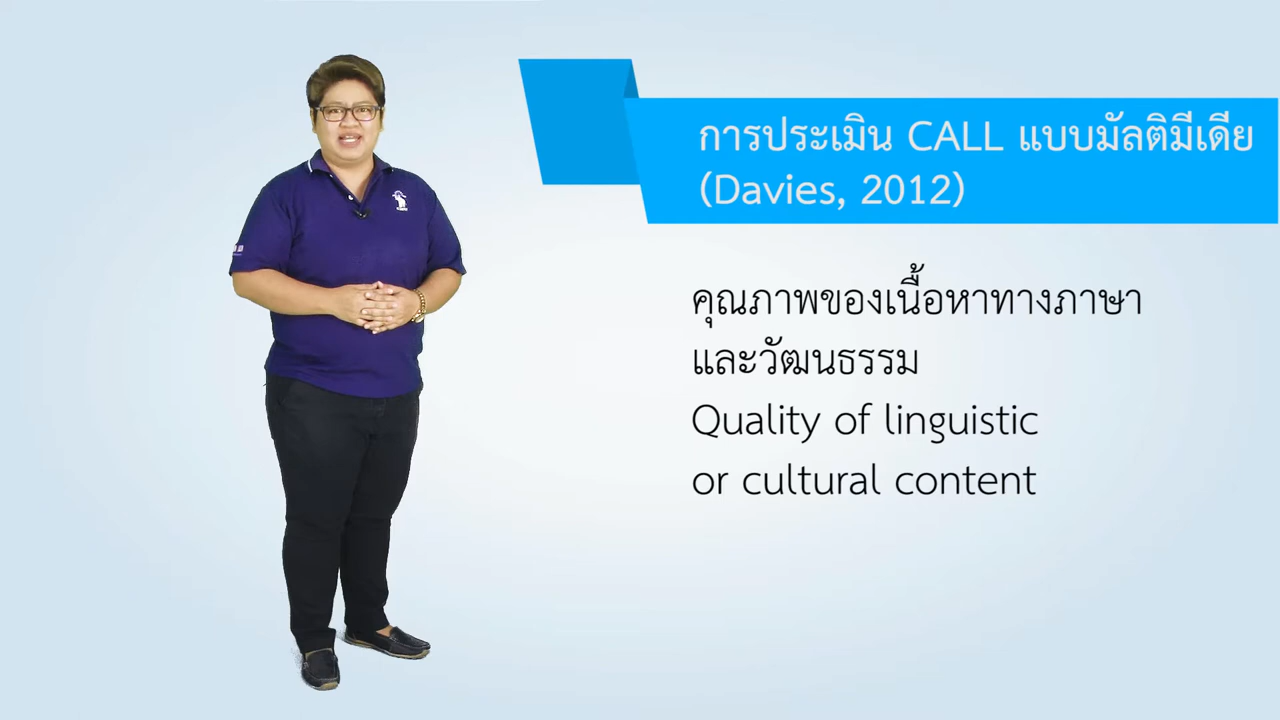 การประเมิน CALL แบบมัลติมีเดีย
(Davies, 2012)
คุณภาพของเนื้อหาทางภาษา
และวัฒนธรรม
Quality of linguistic
or cultural content